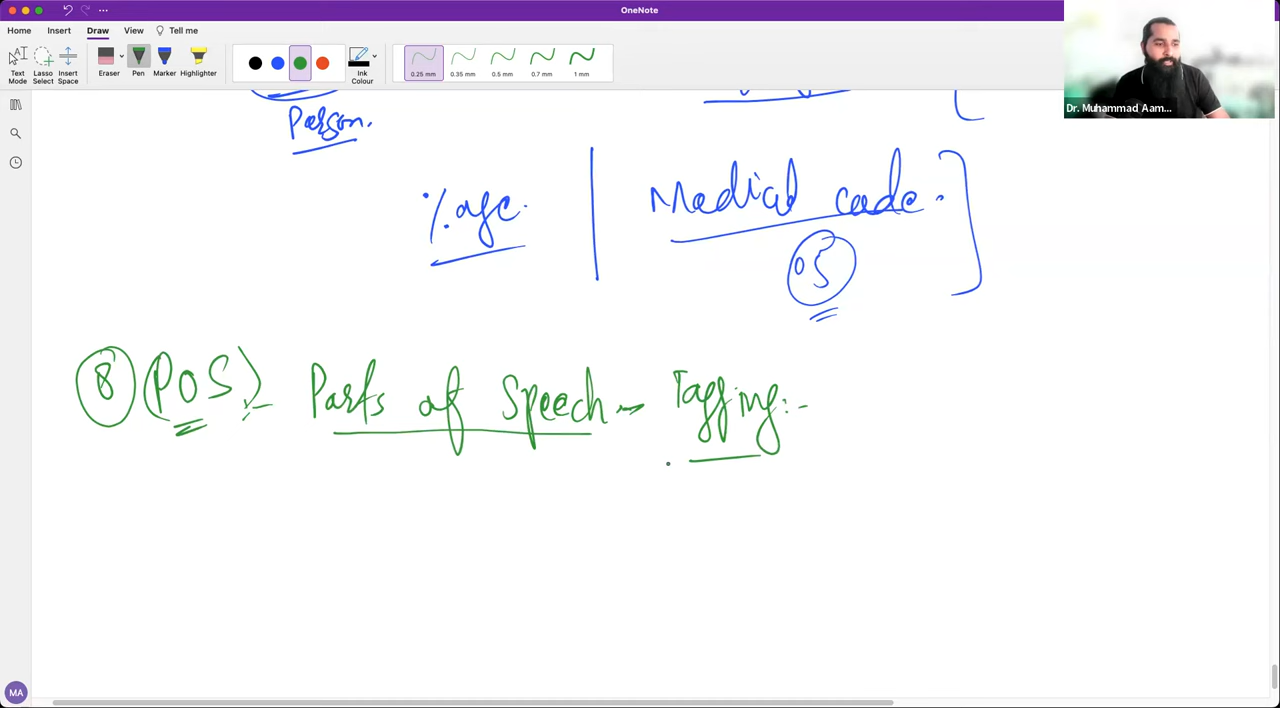 OneNote
Home Insert Draw View Tell me
Text Mode
Lasso Select
Insert Space
Eraser
Pen
Marker
Highlighter
Ink Colour
0.25 mm
0.35 mm
0.5 mm
0.7 mm
1 mm
Dr. Muhammad Aam...
Person.
%age.
Medical code.
05
8 (POS):- Parts of Speech - Tagging:-
MA